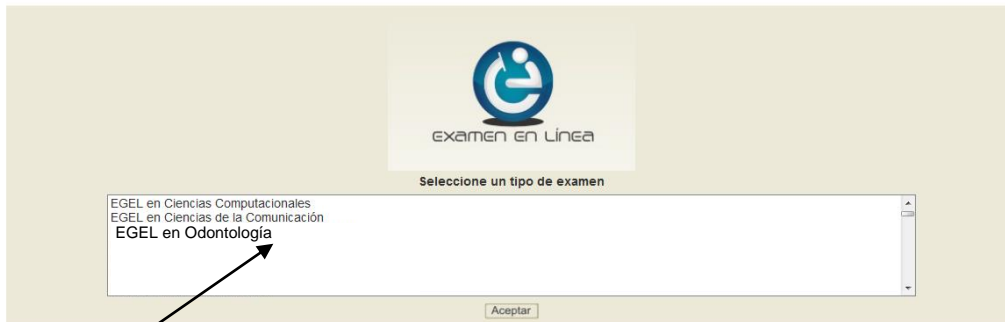 examen en Línea
Seleccione un tipo de examen
EGEL en Ciencias Computacionales
EGEL en Ciencias de la Comunicación
EGEL en Odontología
Aceptar